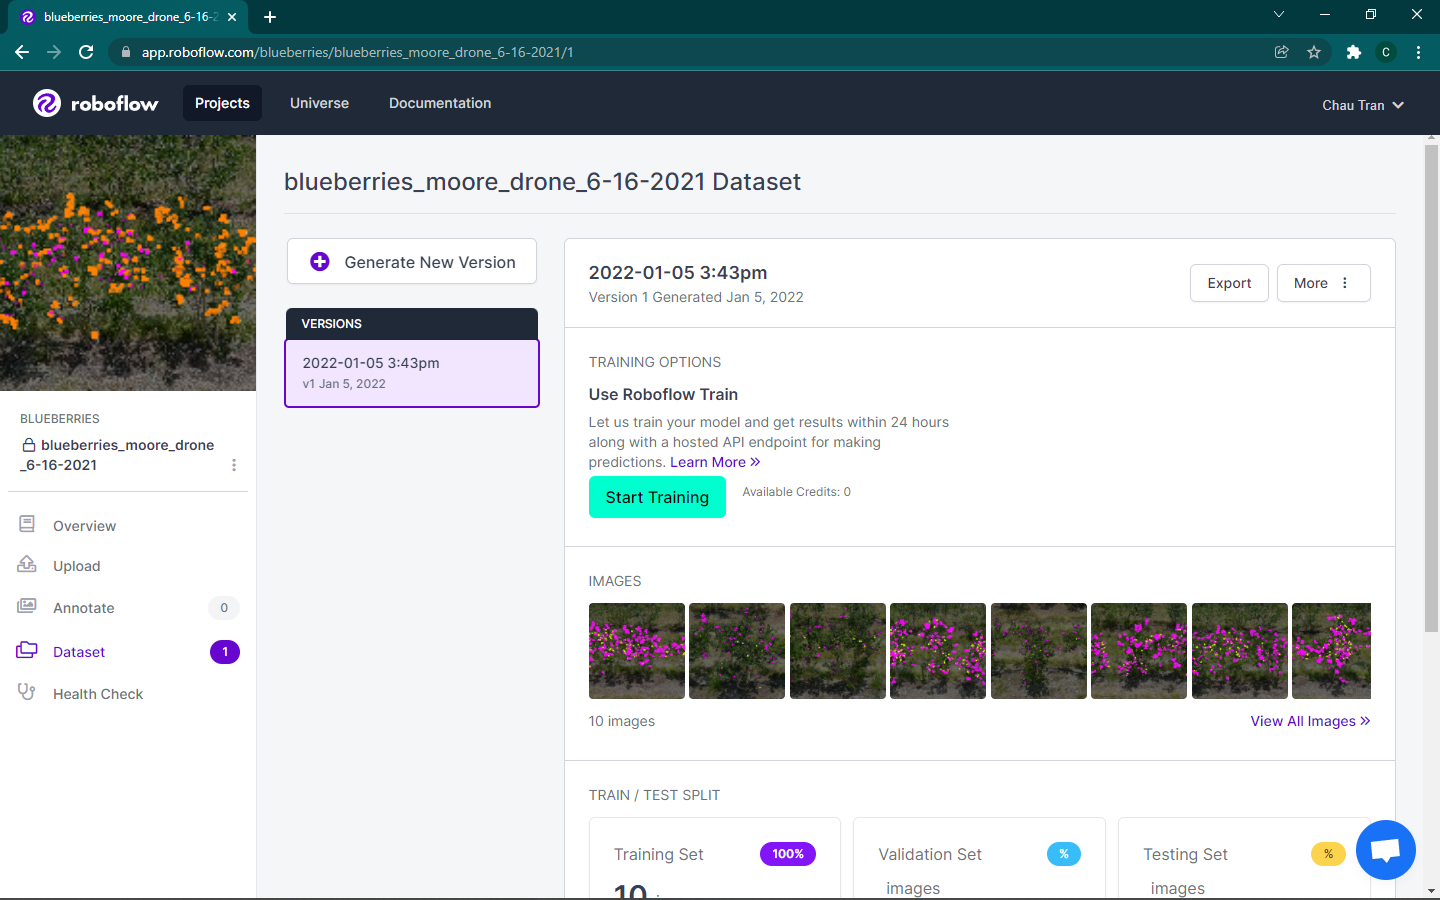 blueberries_moore_drone_6-16-2
app.roboflow.com/blueberries/blueberries_moore_drone_6-16-2021/1
C
roboflow
Projects
Universe
Documentation
Chau Tran
BLUEBERRIES
blueberries_moore_drone
_6-16-2021
Overview
Upload
Annotate 0
Dataset 1
Health Check
blueberries_moore_drone_6-16-2021 Dataset
Generate New Version
VERSIONS
2022-01-05 3:43pm
v1 Jan 5, 2022
2022-01-05 3:43pm
Version 1 Generated Jan 5, 2022
Export
More
TRAINING OPTIONS
Use Roboflow Train
Let us train your model and get results within 24 hours
along with a hosted API endpoint for making
predictions. Learn More »
Start Training
Available Credits: 0
IMAGES
10 images
View All Images »
TRAIN / TEST SPLIT
Training Set 100%
10
Validation Set %
images
Testing Set %
images